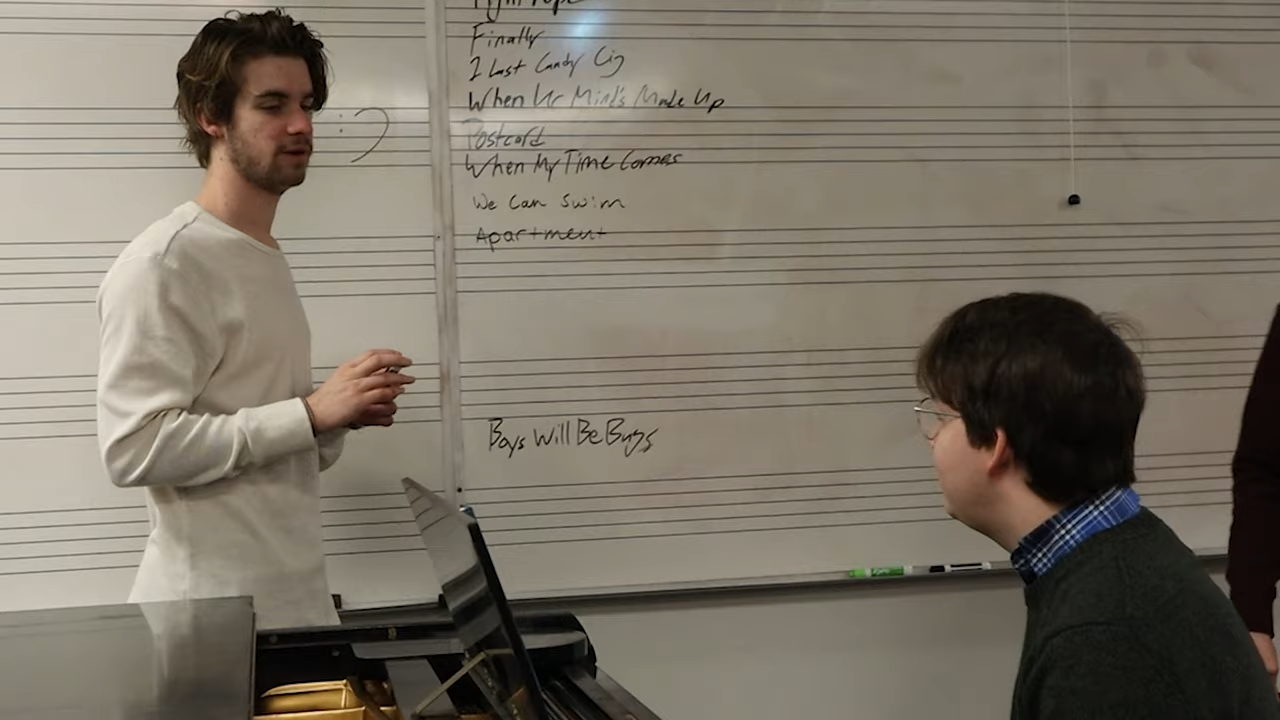 Finally
1 Last Candy Cig
:)
When Ur Mind's Made Up
Postcard
When My Time Comes
We Can Swim
Apartment
Boys Will Be Bugs